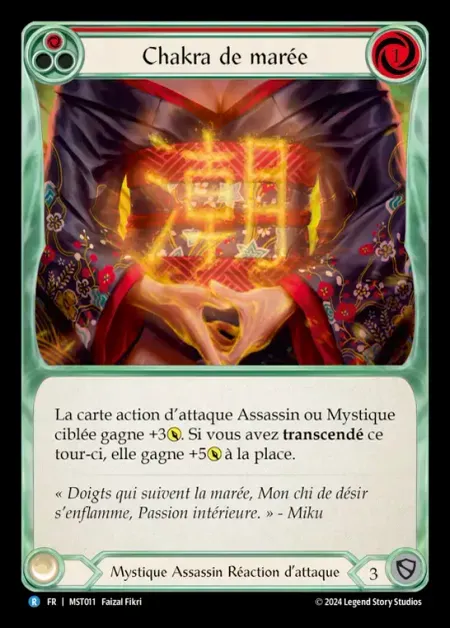 Chakra de marée
1
潮
La carte action d'attaque Assassin ou Mystique
ciblée gagne +3. Si vous avez transcendé ce
tour-ci, elle gagne +5 à la place.
« Doigts qui suivent la marée, Mon chi de désir
s'enflamme, Passion intérieure. » - Miku
Mystique Assassin Réaction d'attaque
3
R FR | MST011 Faizal Fikri
© 2024 Legend Story Studios